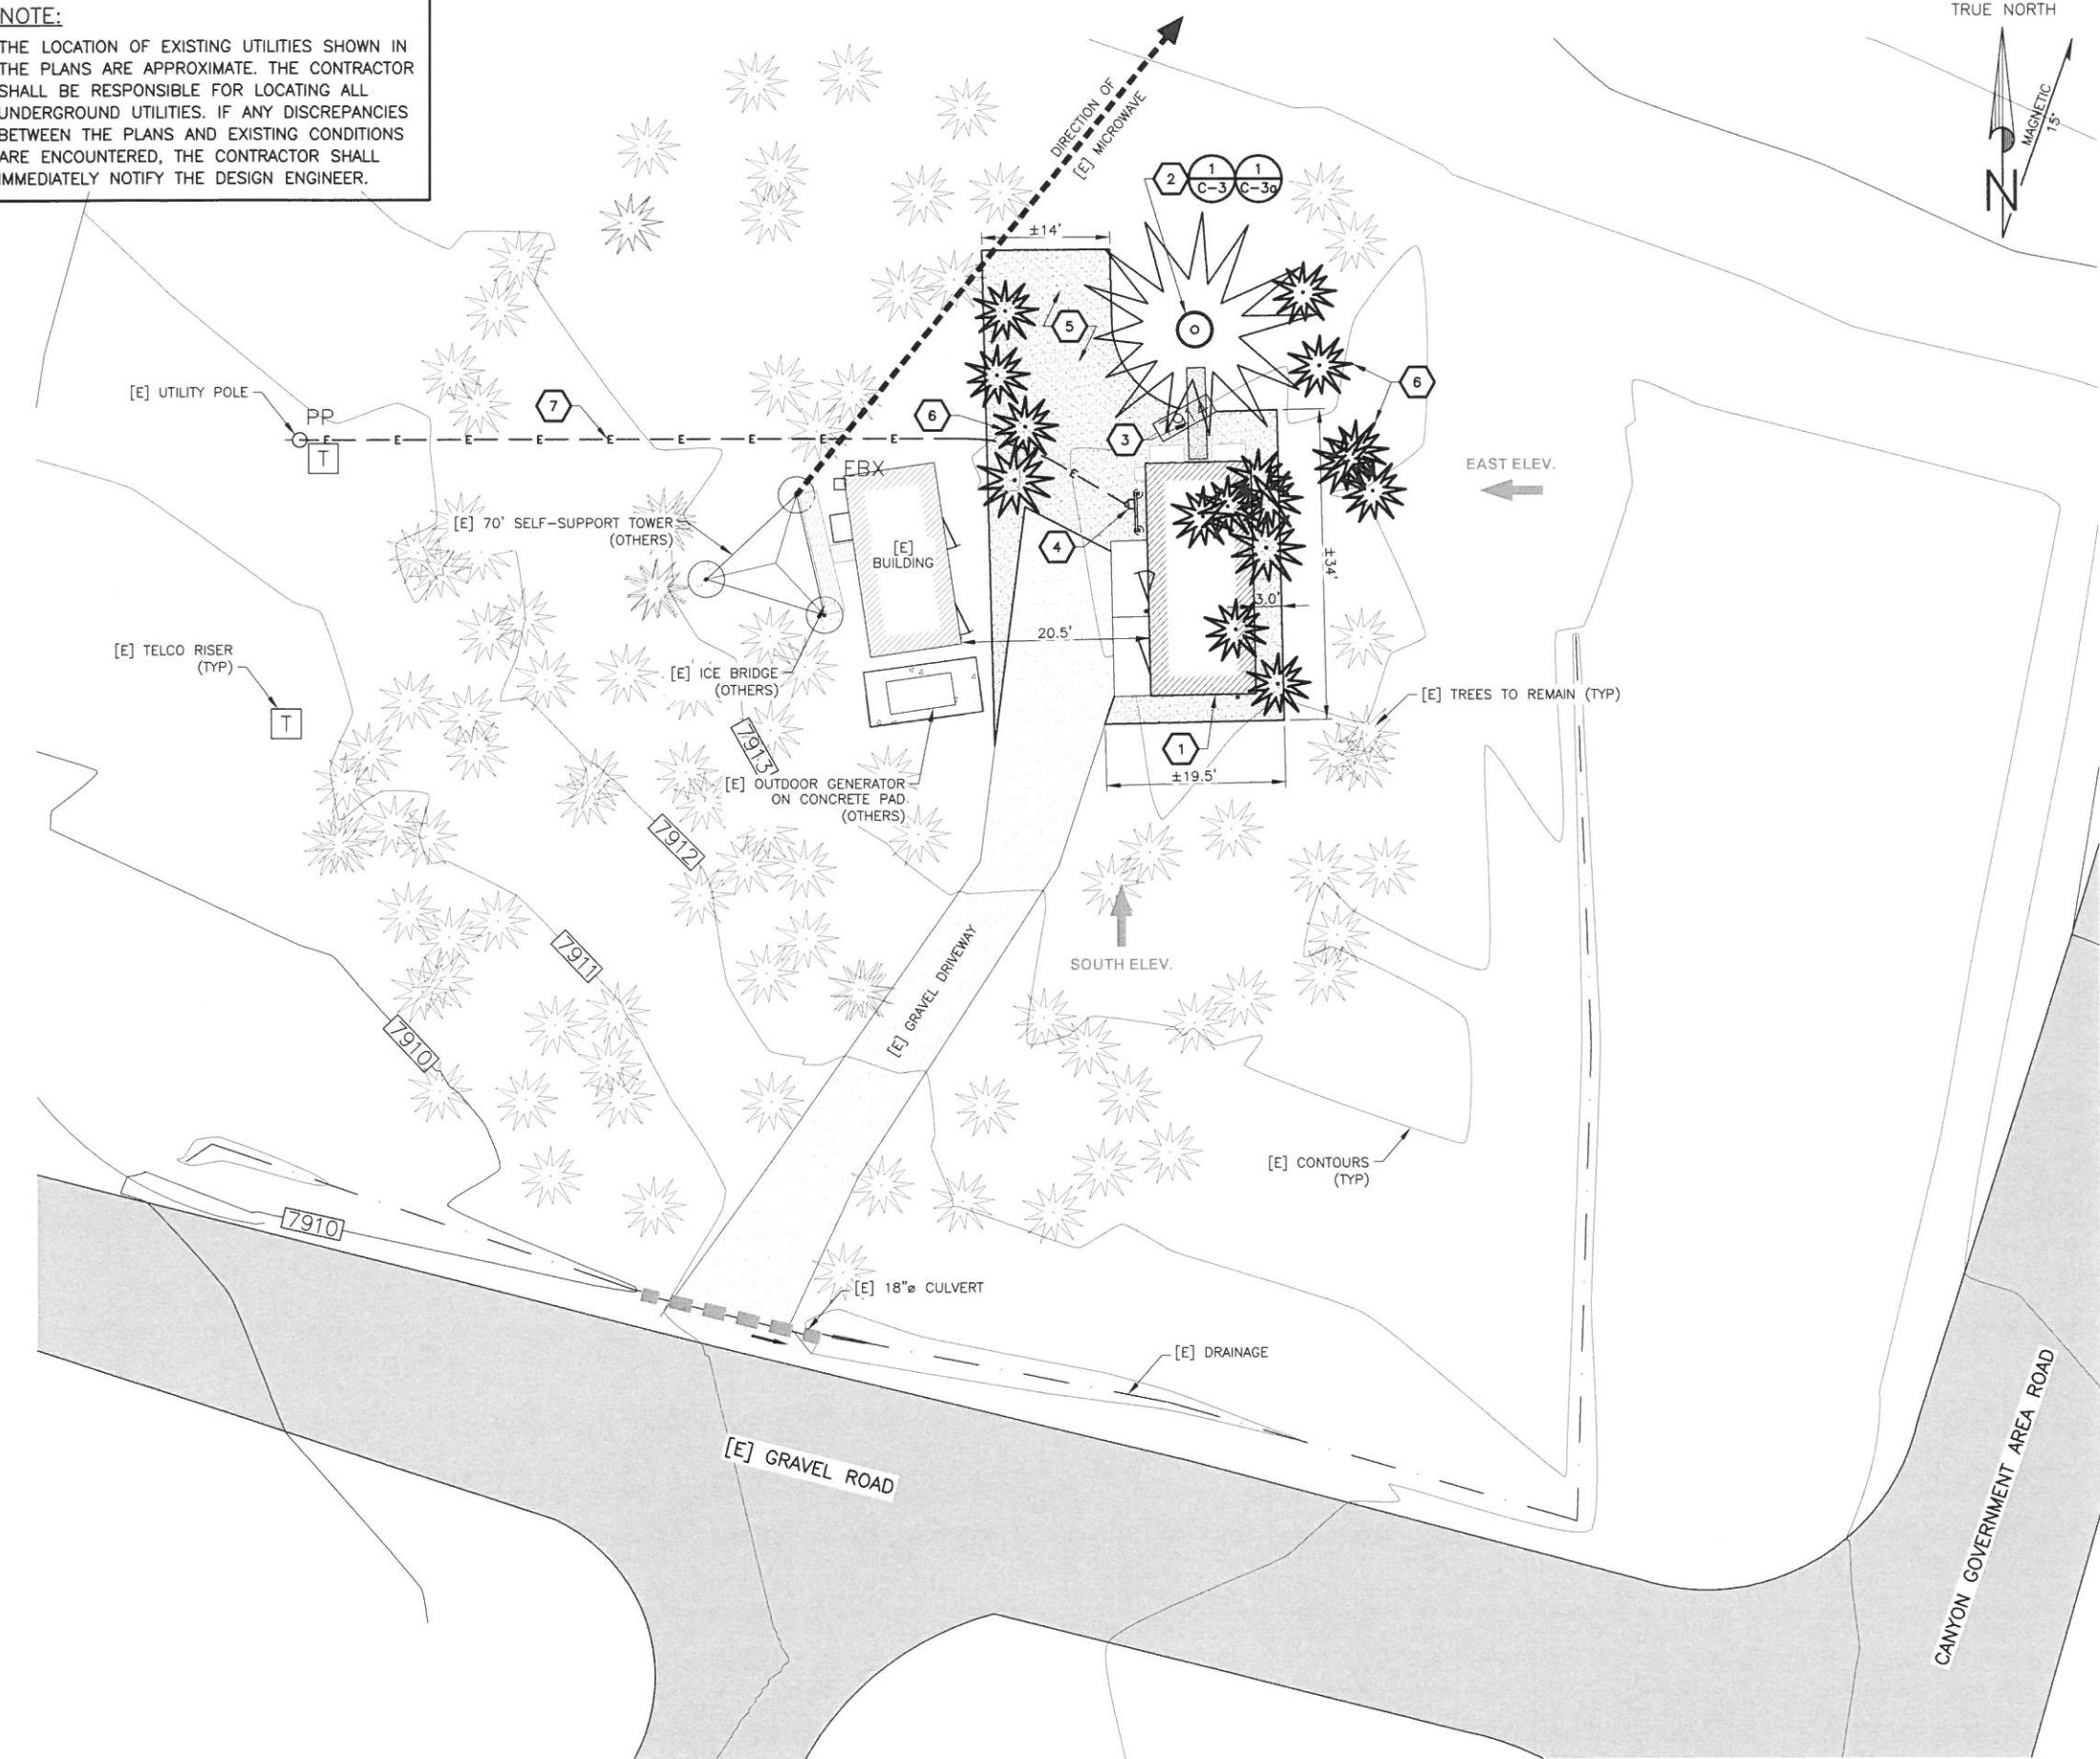 NOTE:
THE LOCATION OF EXISTING UTILITIES SHOWN IN
THE PLANS ARE APPROXIMATE. THE CONTRACTOR
SHALL BE RESPONSIBLE FOR LOCATING ALL
UNDERGROUND UTILITIES. IF ANY DISCREPANCIES
BETWEEN THE PLANS AND EXISTING CONDITIONS
ARE ENCOUNTERED, THE CONTRACTOR SHALL
IMMEDIATELY NOTIFY THE DESIGN ENGINEER.
TRUE NORTH
MAGNETIC
15°
N
DIRECTION OF
[E] MICROWAVE
2
1
C-3
1
C-3a
±14'
5
6
[E] UTILITY POLE
PP
7
6
3
E E E E E E E E E
T
EBX
EAST ELEV.
E
[E] 70' SELF-SUPPORT TOWER
(OTHERS)
[E]
BUILDING
4
±34'
3.0'
20.5'
[E] TELCO RISER
(TYP)
T
[E] ICE BRIDGE
(OTHERS)
[E] TREES TO REMAIN (TYP)
7913
1
±19.5'
[E] OUTDOOR GENERATOR
ON CONCRETE PAD
(OTHERS)
7912
7911
[E] GRAVEL DRIVEWAY
SOUTH ELEV.
7910
[E] CONTOURS
(TYP)
7910
[E] 18"ø CULVERT
[E] DRAINAGE
[E] GRAVEL ROAD
CANYON GOVERNMENT AREA ROAD